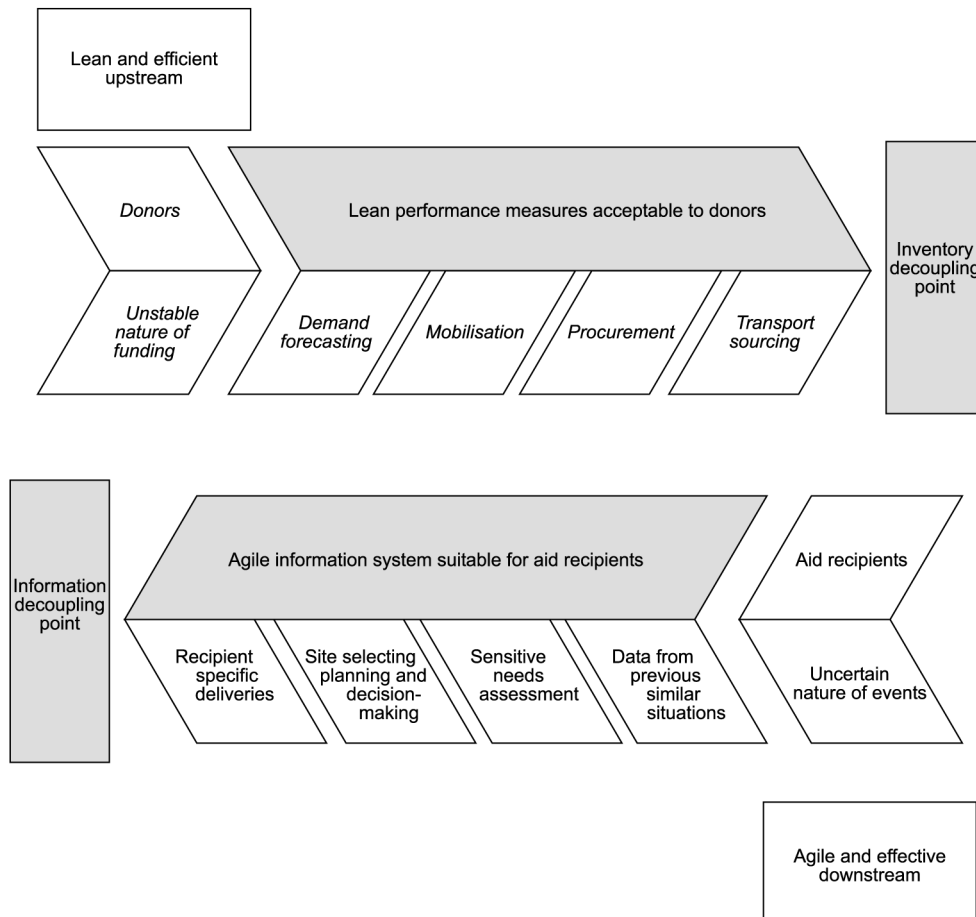 Lean and efficient
upstream
Donors
Lean performance measures acceptable to donors
Inventory
decoupling
point
Unstable
nature of
funding
Demand
forecasting
Mobilisation
Procurement
Transport
sourcing
Information
decoupling
point
Agile information system suitable for aid recipients
Aid recipients
Recipient
specific
deliveries
Site selecting
planning and
decision-
making
Sensitive
needs
assessment
Data from
previous
similar
situations
Uncertain
nature of events
Agile and effective
downstream